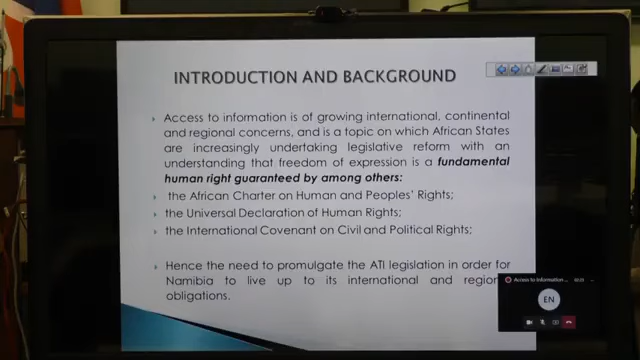 INTRODUCTION AND BACKGROUND
Access to information is of growing international, continental
and regional concerns, and is a topic on which African States
are increasingly undertaking legislative reform with an
understanding that freedom of expression is a fundamental
human right guaranteed by among others:
the African Charter on Human and Peoples' Rights;
the Universal Declaration of Human Rights;
the International Covenant on Civil and Political Rights;
Hence the need to promulgate the ATI legislation in order for
Namibia to live up to its international and region
obligations.
Access to Information ...
EN